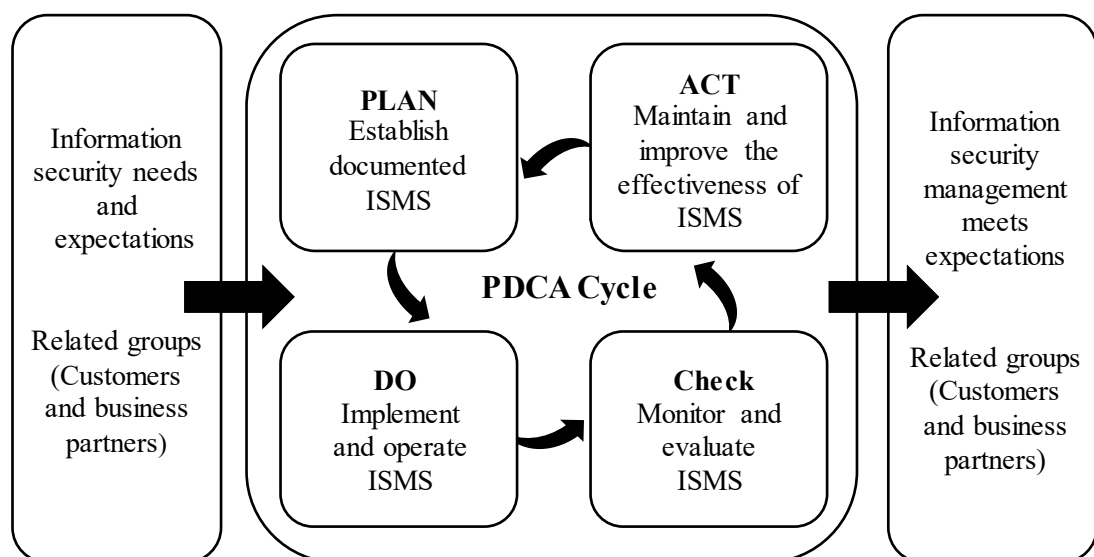 Information
security needs
and
expectations
Related groups
(Customers
and business
partners)
PLAN
Establish
documented
ISMS
ACT
Maintain and
improve the
effectiveness of
ISMS
PDCA Cycle
DO
Implement
and operate
ISMS
Check
Monitor and
evaluate
ISMS
Information
security
management
meets
expectations
Related groups
(Customers
and business
partners)